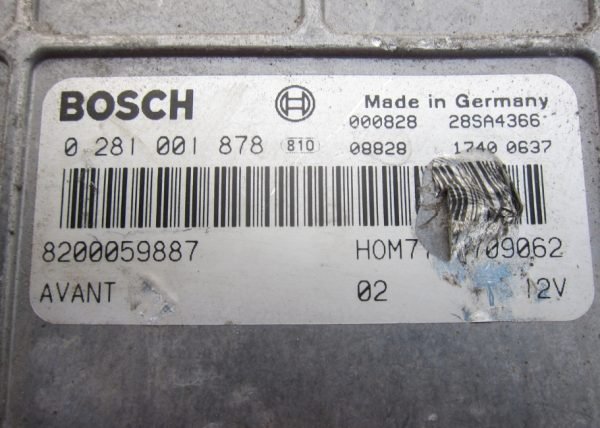 BOSCH Made in Germany
000828 28SA4366
0 281 001 878 810 08828 1740 0637
8200059887
AVANT 02 12V